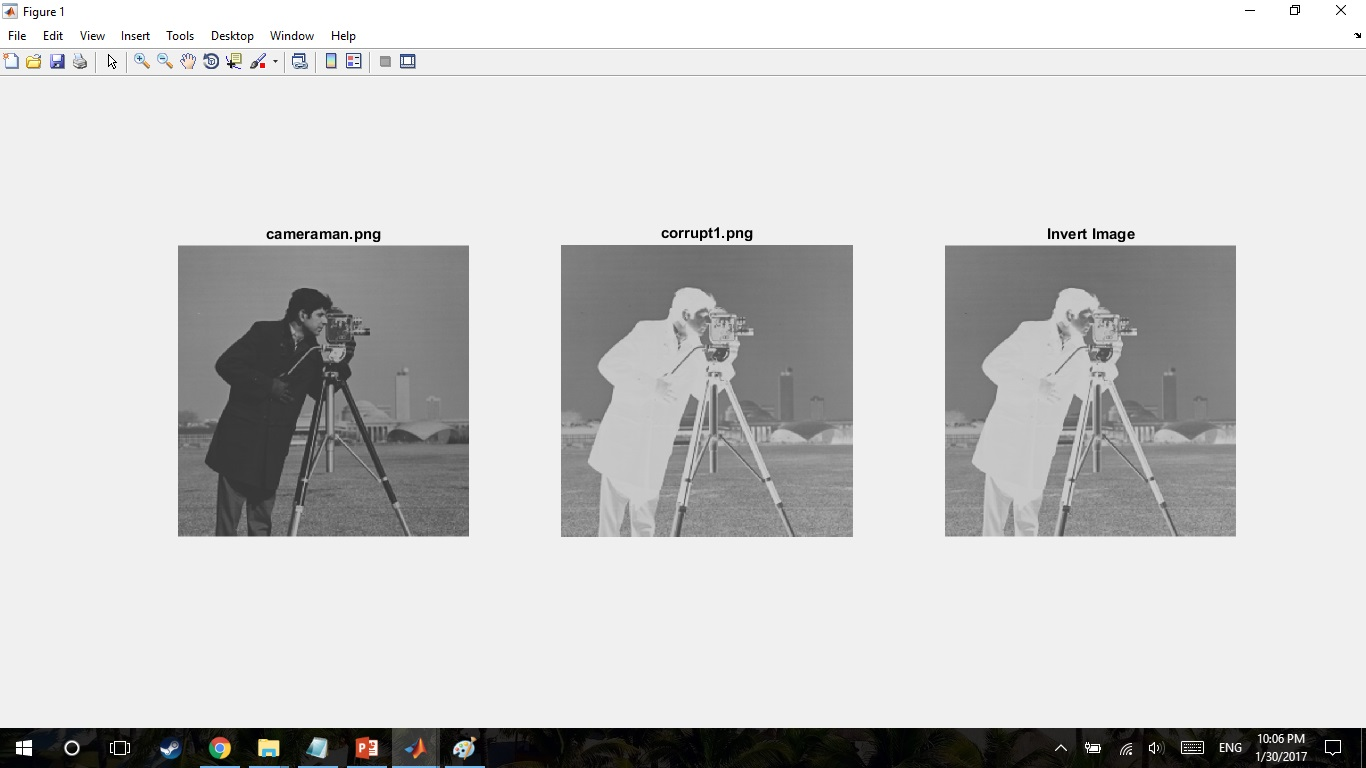 Figure 1
File Edit View Insert Tools Desktop Window Help
cameraman.png corrupt1.png Invert Image
ENG
10:06 PM
1/30/2017